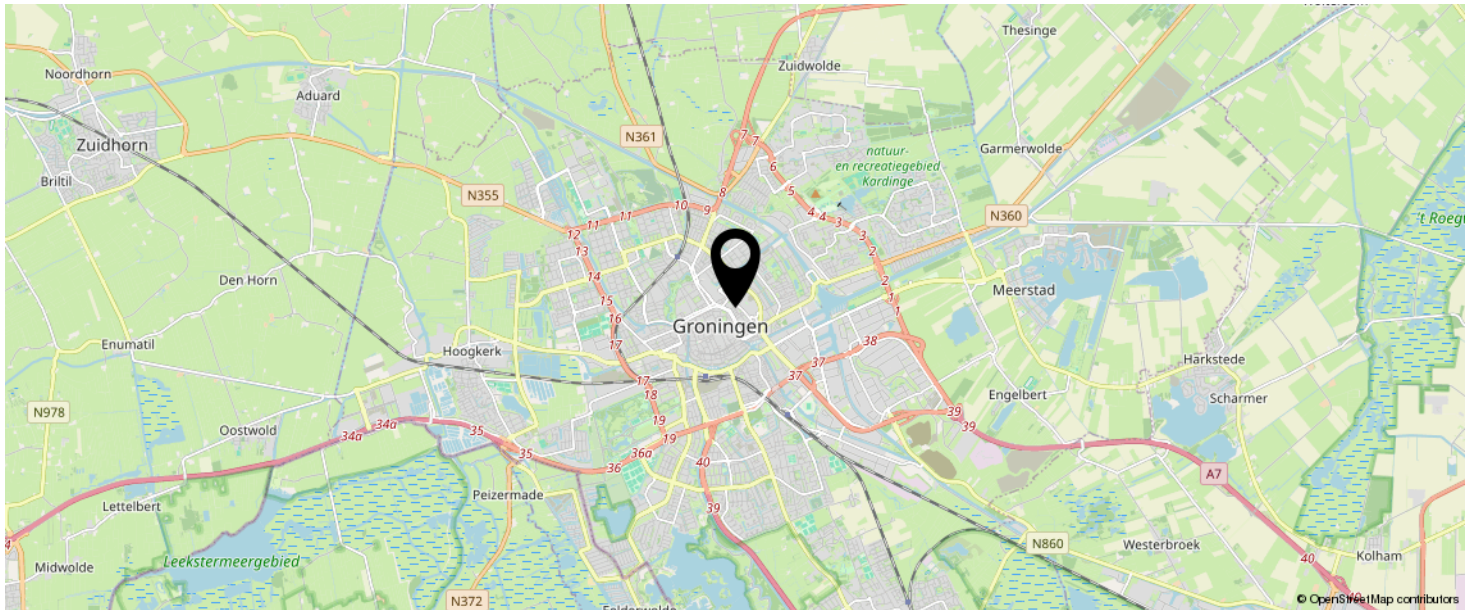 Thesinge
Zuidwolde
Noordhorn
Aduard
N361
7
7
Zuidhorn
natuur-
en recreatiegebied
Kardinge
Garmerwolde
6
Briltil
N355
8
5
't Roeg
10
9
11
11
4
4
3
N360
12
3
13
2
14
Den Horn
2
Meerstad
15
1
1
16
Groningen
Enumatil
17
38
Hoogkerk
37
Harkstede
17
37
18
Engelbert
Scharmer
N978
39
19
39
Oostwold
34a
34a
35
19
35
36a
40
36
A7
Peizermade
Lettelbert
39
4
N860
Westerbroek
Leekstermeergebied
40
Kolham
Midwolde
N372
© OpenStreetMap contributors